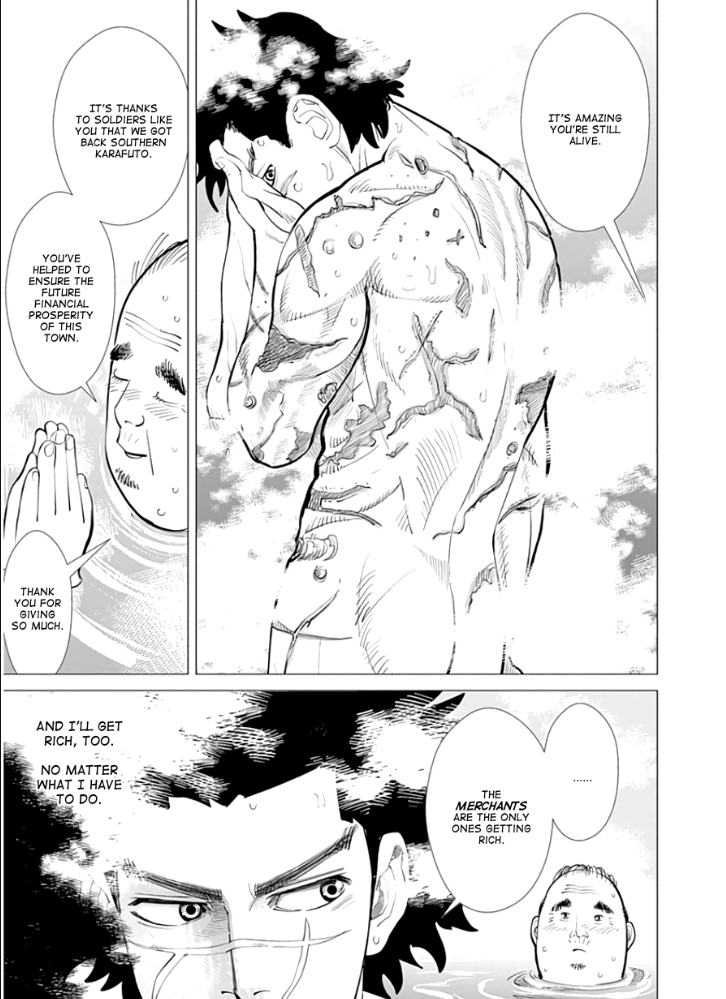 IT'S AMAZING
YOU'RE STILL
ALIVE.
IT'S THANKS
TO SOLDIERS LIKE
YOU THAT WE GOT
BACK SOUTHERN
KARAFUTO.
YOU'VE
HELPED TO
ENSURE THE
FUTURE
FINANCIAL
PROSPERITY
OF THIS
TOWN.
THANK
YOU FOR
GIVING
SO MUCH.
......
THE
MERCHANTS
ARE THE ONLY
ONES GETTING
RICH.
AND I'LL GET
RICH, TOO.
NO MATTER
WHAT I HAVE
TO DO.